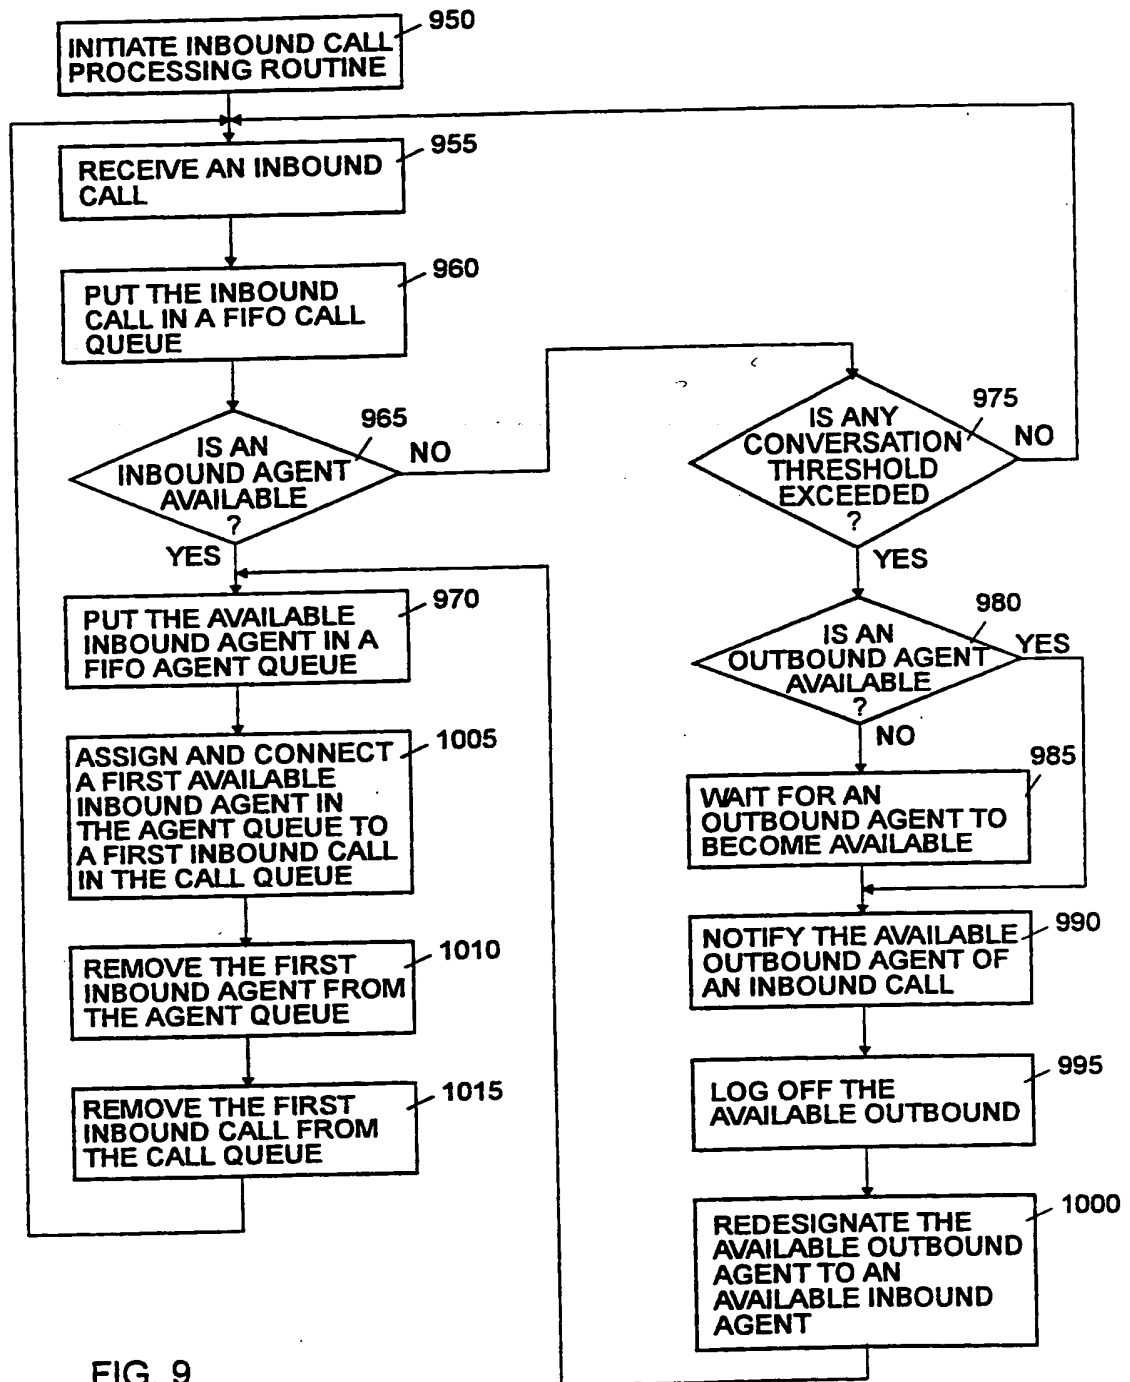 950
INITIATE INBOUND CALL
PROCESSING ROUTINE
955
RECEIVE AN INBOUND
CALL
960
PUT THE INBOUND
CALL IN A FIFO CALL
QUEUE
965
IS AN
INBOUND AGENT
AVAILABLE
?
NO
YES
970
PUT THE AVAILABLE
INBOUND AGENT IN A
FIFO AGENT QUEUE
1005
ASSIGN AND CONNECT
A FIRST AVAILABLE
INBOUND AGENT IN
THE AGENT QUEUE TO
A FIRST INBOUND CALL
IN THE CALL QUEUE
1010
REMOVE THE FIRST
INBOUND AGENT FROM
THE AGENT QUEUE
1015
REMOVE THE FIRST
INBOUND CALL FROM
THE CALL QUEUE
975
IS ANY
CONVERSATION
THRESHOLD
EXCEEDED
?
NO
YES
980
IS AN
OUTBOUND AGENT
AVAILABLE
?
YES
NO
985
WAIT FOR AN
OUTBOUND AGENT TO
BECOME AVAILABLE
990
NOTIFY THE AVAILABLE
OUTBOUND AGENT OF
AN INBOUND CALL
995
LOG OFF THE
AVAILABLE OUTBOUND
1000
REDESIGNATE THE
AVAILABLE OUTBOUND
AGENT TO AN
AVAILABLE INBOUND
AGENT
FIG. 9